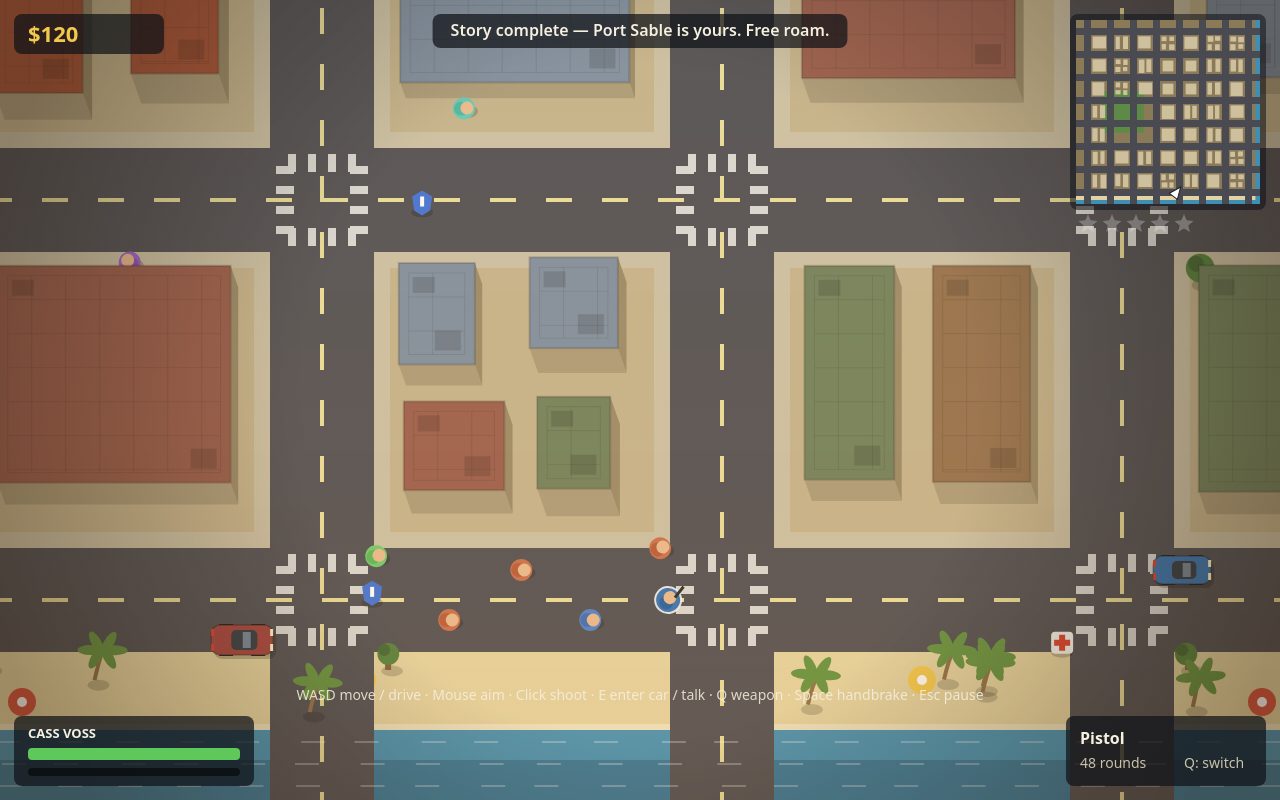 $120
Story complete — Port Sable is yours. Free roam.
WASD move / drive · Mouse aim · Click shoot · E enter car / talk · Q weapon · Space handbrake · Esc pause
CASS VOSS
Pistol
48 rounds Q: switch